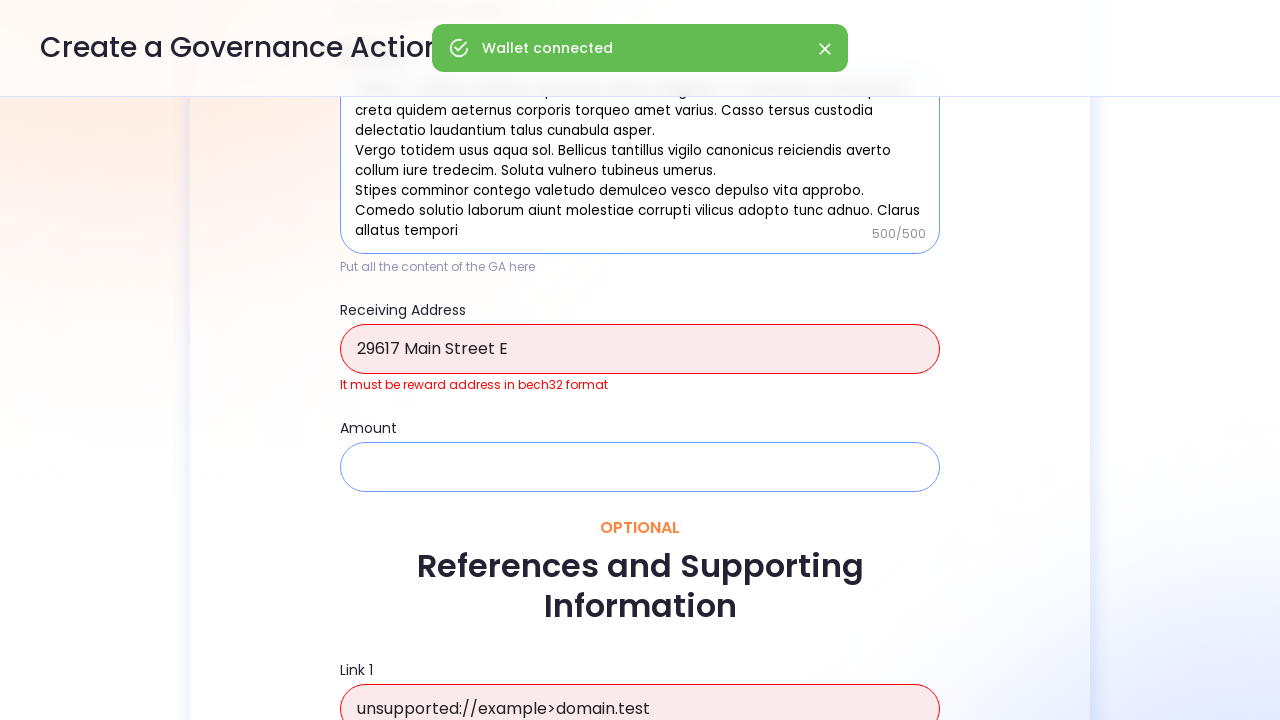 Create a Governance Action
Wallet connected
creta quidem aeternus corporis torqueo amet varius. Casso tersus custodia
delectatio laudantium talus cunabula asper.
Vergo totidem usus aqua sol. Bellicus tantillus vigilo canonicus reiciendis averto
collum iure tredecim. Soluta vulnero tubineus umerus.
Stipes comminor contego valetudo demulceo vesco depulso vita approbo.
Comedo solutio laborum aiunt molestiae corrupti vilicus adopto tunc adnuo. Clarus
allatus tempori
500/500
Put all the content of the GA here
Receiving Address
29617 Main Street E
It must be reward address in bech32 format
Amount
OPTIONAL
References and Supporting
Information
Link 1
unsupported://example>domain.test